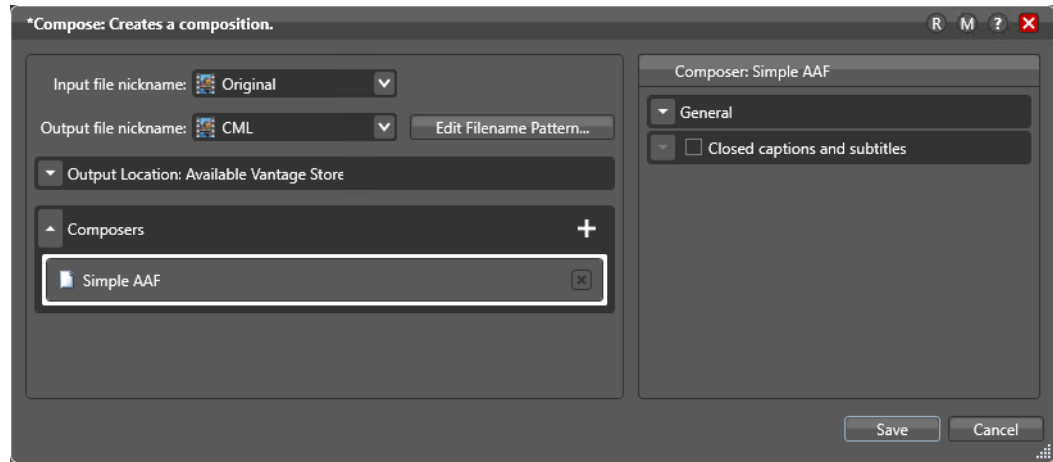 *Compose: Creates a composition.
R M ?
Input file nickname: Original
Output file nickname: CML
Edit Filename Pattern...
Output Location: Available Vantage Store
Composers
Simple AAF
Composer: Simple AAF
General
Closed captions and subtitles
Save
Cancel